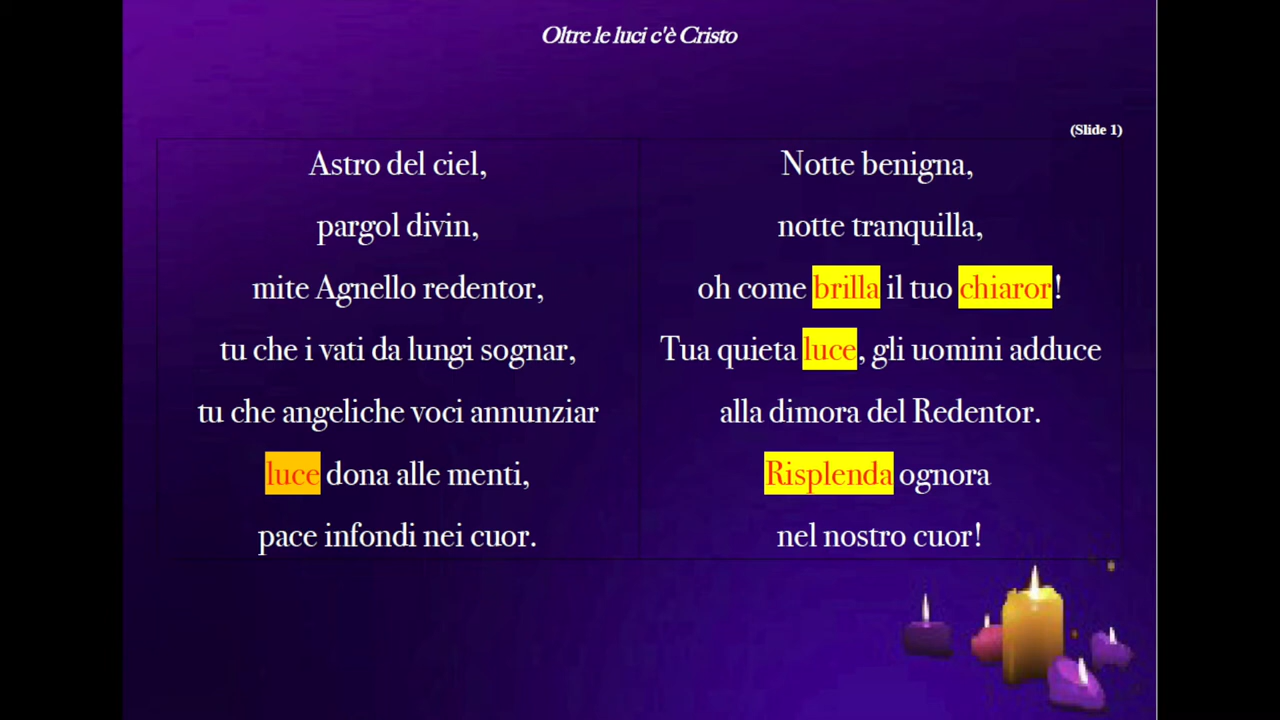 Oltre le luci c'è Cristo
(Slide 1)
Astro del ciel,
pargol divin,
mite Agnello redentor,
tu che i vati da lungi sognar,
tu che angeliche voci annunziar
luce dona alle menti,
pace infondi nei cuor.
Notte benigna,
notte tranquilla,
oh come brilla il tuo chiaror!
Tua quieta luce, gli uomini adduce
alla dimora del Redentor.
Risplenda ognora
nel nostro cuor!